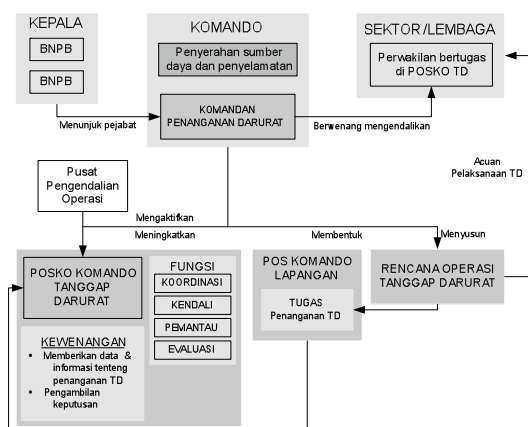 KEPALA
BNPB
BNPB
Menunjuk pejabat
KOMANDO
Penyerahan sumber
daya dan penyelamatan
KOMANDAN
PENANGANAN DARURAT
Berwenang mengendalikan
SEKTOR /LEMBAGA
Perwakilan bertugas
di POSKO TD
Acuan
Pelaksanaan TD
Pusat
Pengendalian
Operasi
Mengaktifkan
Meningkatkan
Membentuk
Menyusun
POSKO KOMANDO
TANGGAP
DARURAT
FUNGSI
KOORDINASI
KENDALI
PEMANTAU
EVALUASI
KEWENANGAN
• Memberikan data &
informasi tenteng
penanganan TD
• Pengambilan
keputusan
POS KOMANDO
LAPANGAN
TUGAS
Penanganan TD
RENCANA OPERASI
TANGGAP DARURAT